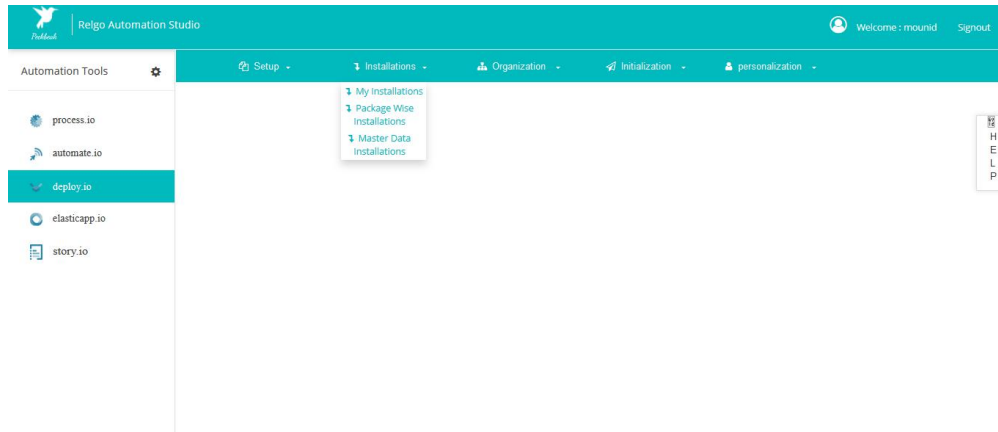 Relgo Automation Studio
Welcome : mounid
Signout
Automation Tools
Setup
Installations
Organization
Initialization
personalization
My Installations
Package Wise
Installations
Master Data
Installations
process.io
automate.io
deploy.io
elasticapp.io
story.io
H
E
L
P